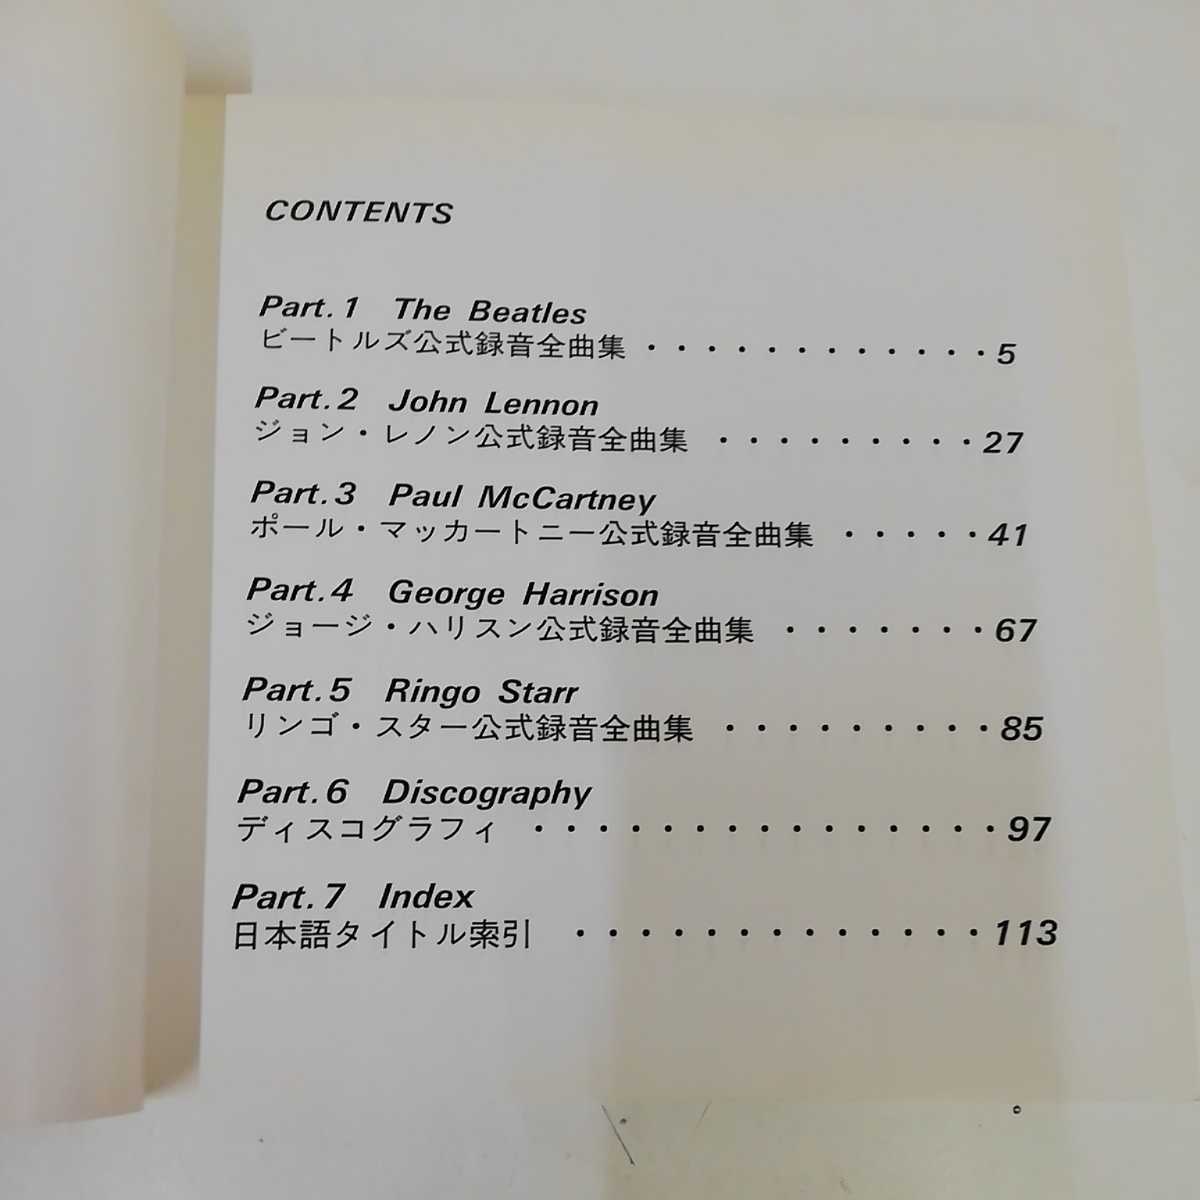 CONTENTS
Part.1 The Beatles
ビートルズ公式録音全曲集 ・・・・・・・・・・・・5
Part.2 John Lennon
ジョン・レノン公式録音全曲集 ・・・・・・・・・27
Part.3 Paul McCartney
ポール・マッカートニー公式録音全曲集 ・・・・・41
Part.4 George Harrison
ジョージ・ハリスン公式録音全曲集 ・・・・・・・67
Part.5 Ringo Starr
リンゴ・スター公式録音全曲集 ・・・・・・・・・85
Part.6 Discography
ディスコグラフィ ・・・・・・・・・・・・・・・97
Part.7 Index
日本語タイトル索引 ・・・・・・・・・・・・・113